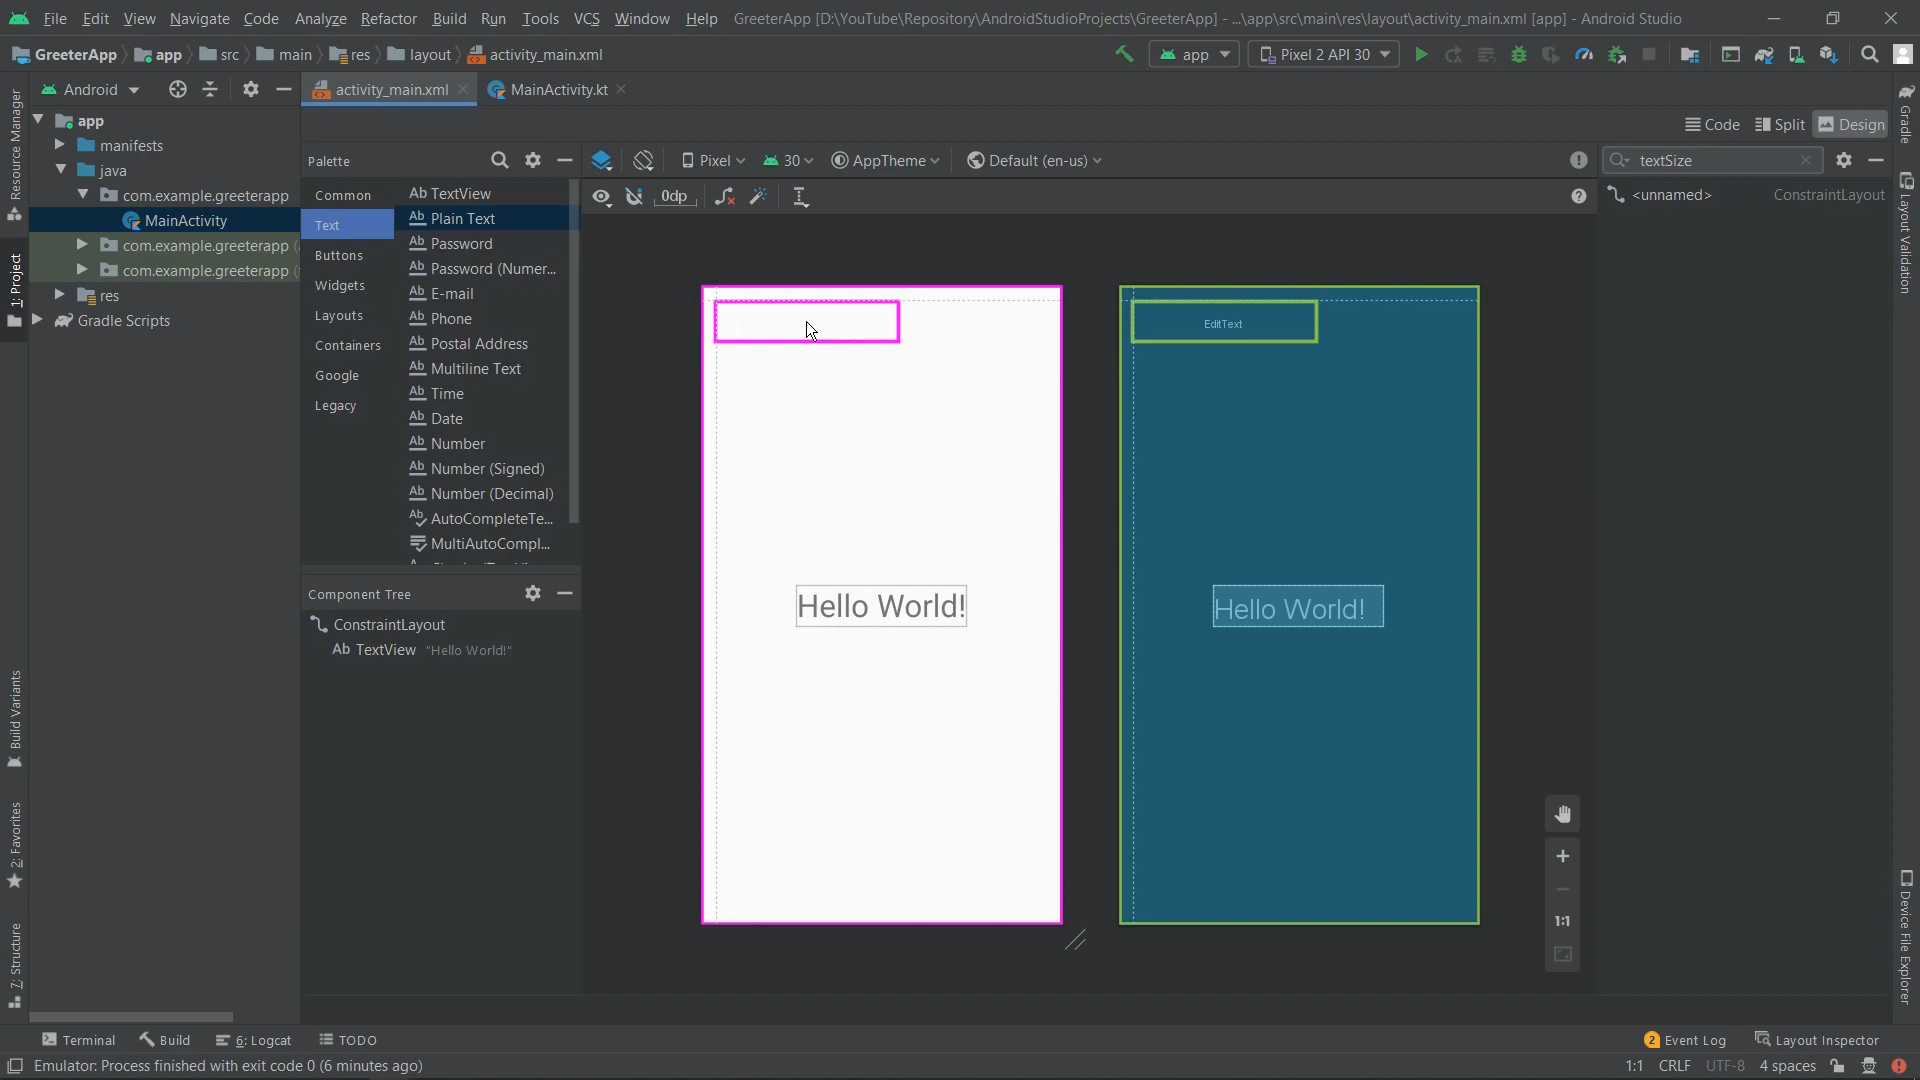 File Edit View Navigate Code Analyze Refactor Build Run Tools VCS Window Help GreeterApp [D:\YouTube\Repository\AndroidStudioProjects\GreeterApp] - ...\app\src\main\res\layout\activity_main.xml [app] - Android Studio
GreeterApp app src main res layout activity_main.xml app Pixel 2 API 30
Android activity_main.xml MainActivity.kt
Code Split Design
Palette Pixel 30 AppTheme Default (en-us) textSize
0dp <unnamed> ConstraintLayout
app
manifests
java
com.example.greeterapp
MainActivity
com.example.greeterapp
com.example.greeterapp
res
Gradle Scripts
Common
Text
Buttons
Widgets
Layouts
Containers
Google
Legacy
Ab TextView
Ab Plain Text
Ab Password
Ab Password (Numer...
Ab E-mail
Ab Phone
Ab Postal Address
Ab Multiline Text
Ab Time
Ab Date
Ab Number
Ab Number (Signed)
Ab Number (Decimal)
Ab AutoCompleteTe...
MultiAutoCompl...
EditText
Hello World!
Hello World!
Component Tree
ConstraintLayout
Ab TextView "Hello World!"
1:1
Resource Manager
1: Project
Build Variants
2: Favorites
7: Structure
Gradle
Layout Validation
Device File Explorer
Terminal Build 6: Logcat TODO 2 Event Log Layout Inspector
Emulator: Process finished with exit code 0 (6 minutes ago) 1:1 CRLF UTF-8 4 spaces